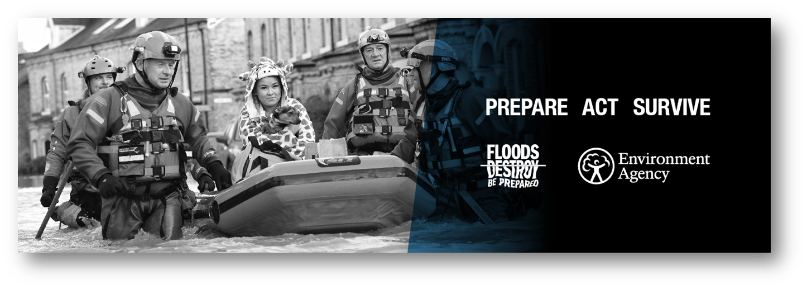 PREPARE ACT SURVIVE
FLOODS
DESTROY
BE PREPARED
Environment
Agency